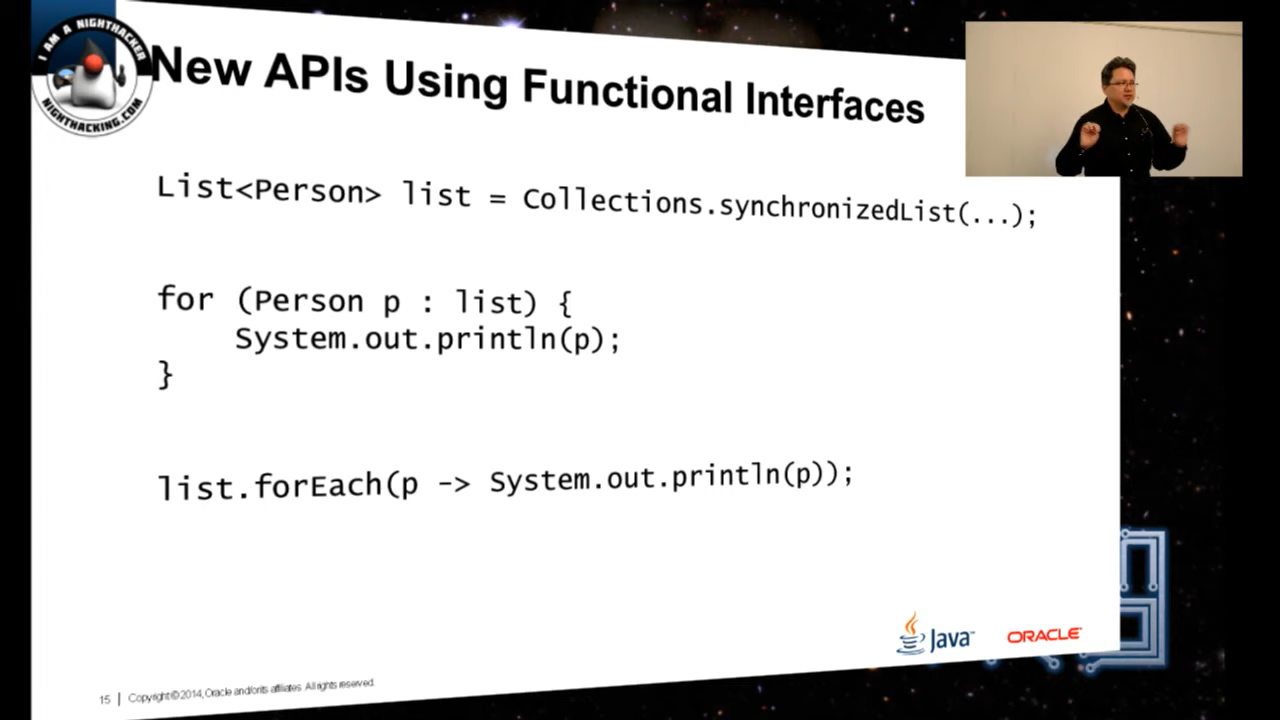 I AM A NIGHTHACKER
NIGHTHACKING.COM
New APIs Using Functional Interfaces
List<Person> list = Collections.synchronizedList(...);
for (Person p : list) {
System.out.println(p);
}
list.forEach(p -> System.out.println(p));
Java™
ORACLE
15 | Copyright © 2014, Oracle and/or its affiliates. All rights reserved.